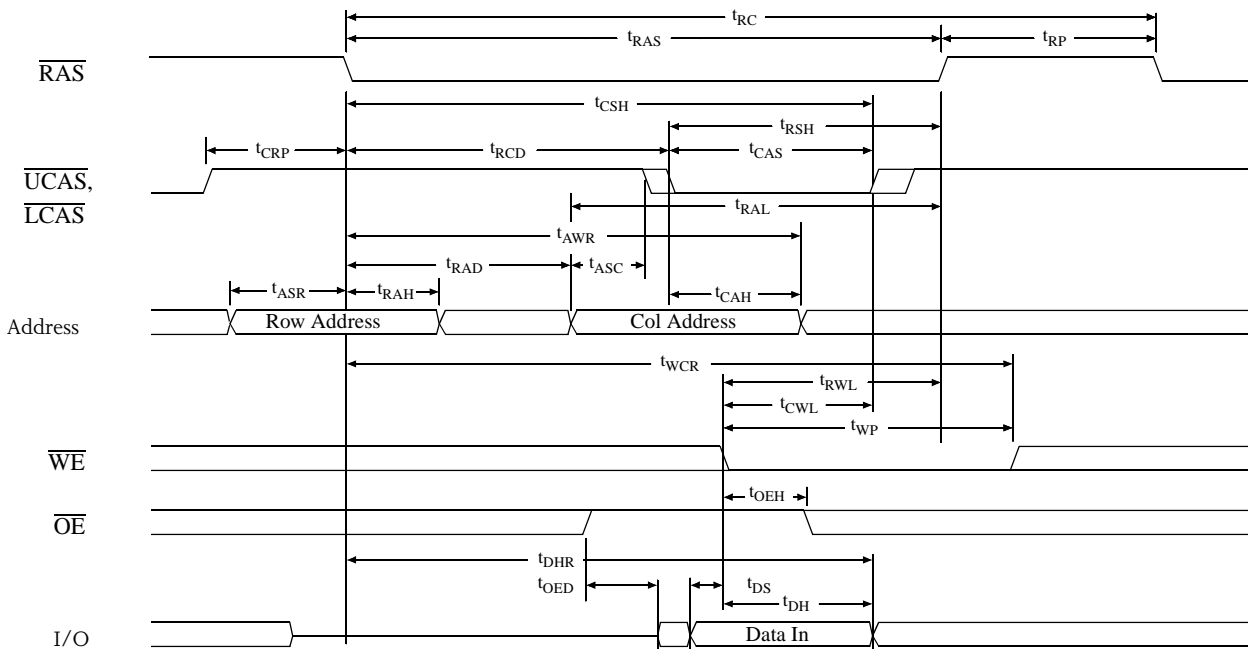 tRC
tRAS
tRP
RAS
tCSH
tRSH
tCRP
tRCD
tCAS
UCAS,
LCAS
tRAL
tAWR
tRAD
tASC
tASR
tRAH
tCAH
Address
Row Address
Col Address
tWCR
tRWL
tCWL
tWP
WE
tOEH
OE
tDHR
tOED
tDS
tDH
I/O
Data In